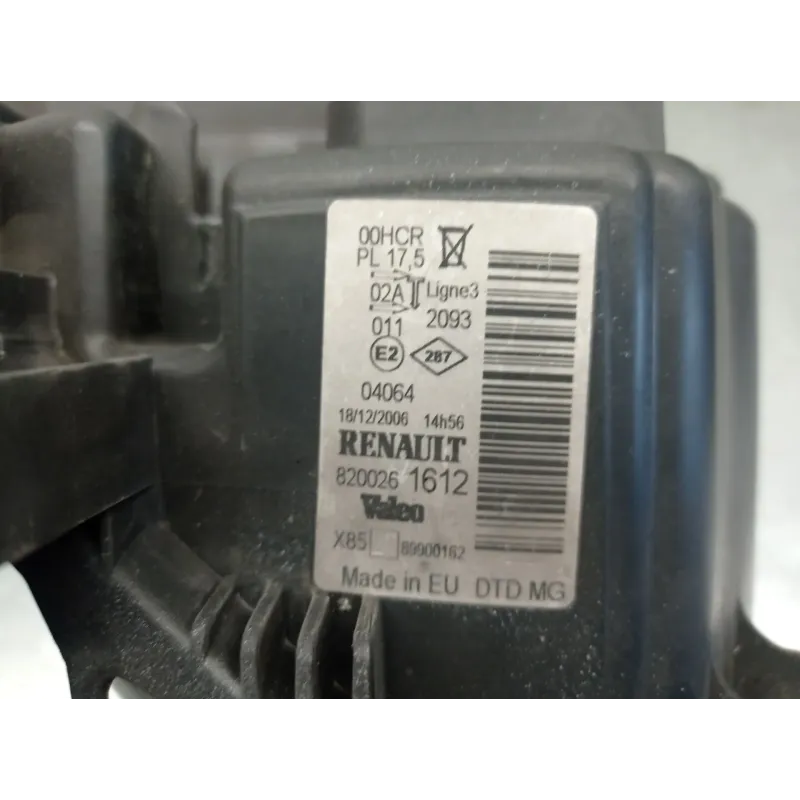 00HCR
PL 17,5
02A Ligne3
011 2093
E2 287
04064
18/12/2006 14h56
RENAULT
820026 1612
Valeo
X85 89900162
Made in EU DTD MG